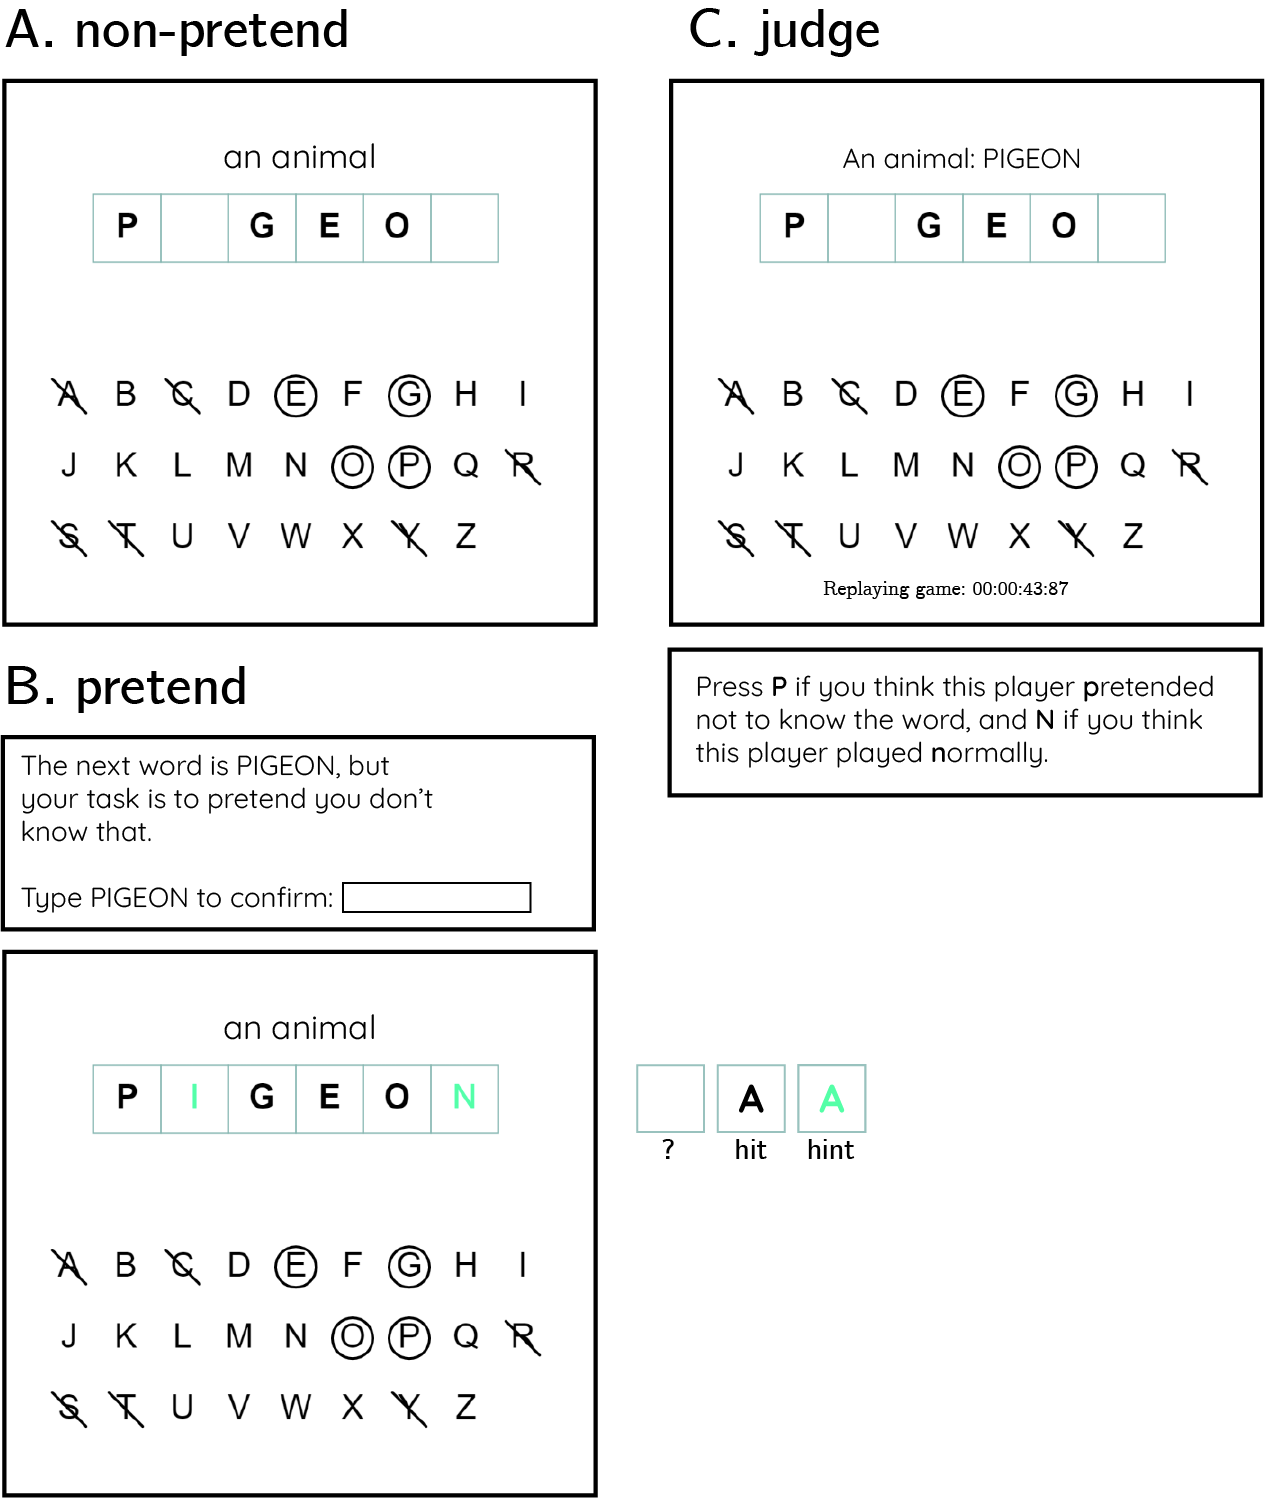 A. non-pretend
an animal
P G E O
A B C D E F G H I
J K L M N O P Q R
S T U V W X Y Z
B. pretend
The next word is PIGEON, but
your task is to pretend you don't
know that.
Type PIGEON to confirm:
an animal
P I G E O N
A B C D E F G H I
J K L M N O P Q R
S T U V W X Y Z
A A
? hit hint
C. judge
An animal: PIGEON
P G E O
A B C D E F G H I
J K L M N O P Q R
S T U V W X Y Z
Replaying game: 00:00:43:87
Press P if you think this player pretended
not to know the word, and N if you think
this player played normally.